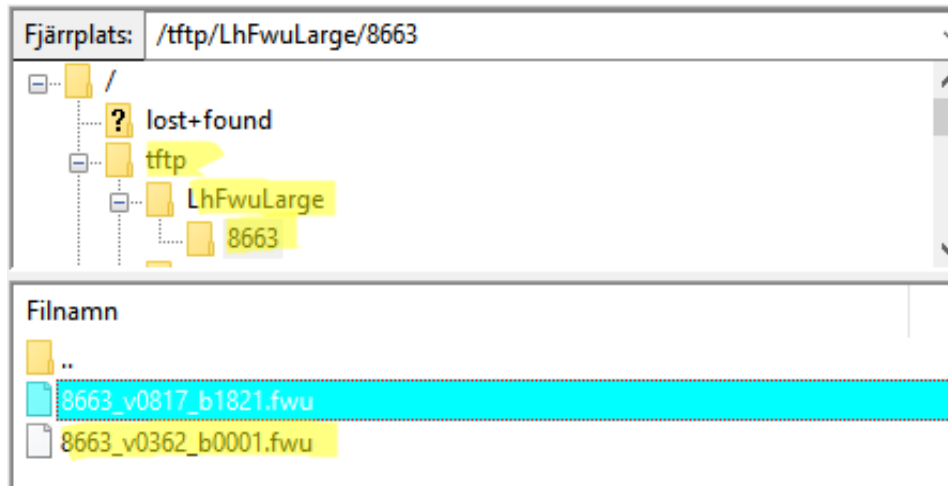 Fjärrplats: /tftp/LhFwuLarge/8663
/
? lost+found
tftp
LhFwuLarge
8663
Filnamn
..
8663_v0817_b1821.fwu
8663_v0362_b0001.fwu